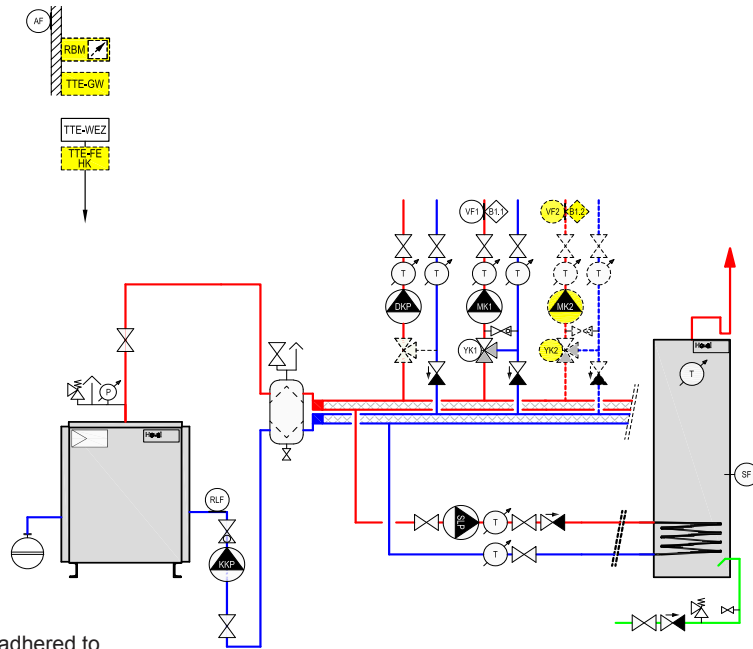 AF
RBM
TTE-GW
TTE-WEZ
TTE-FE
HK
VF1 B1.1 VF2 B1.2
T T T T T T
DKP MK1 MK2
YK1 YK2
P
T
RLF
SF
SLP T
T
KKP
adhered to